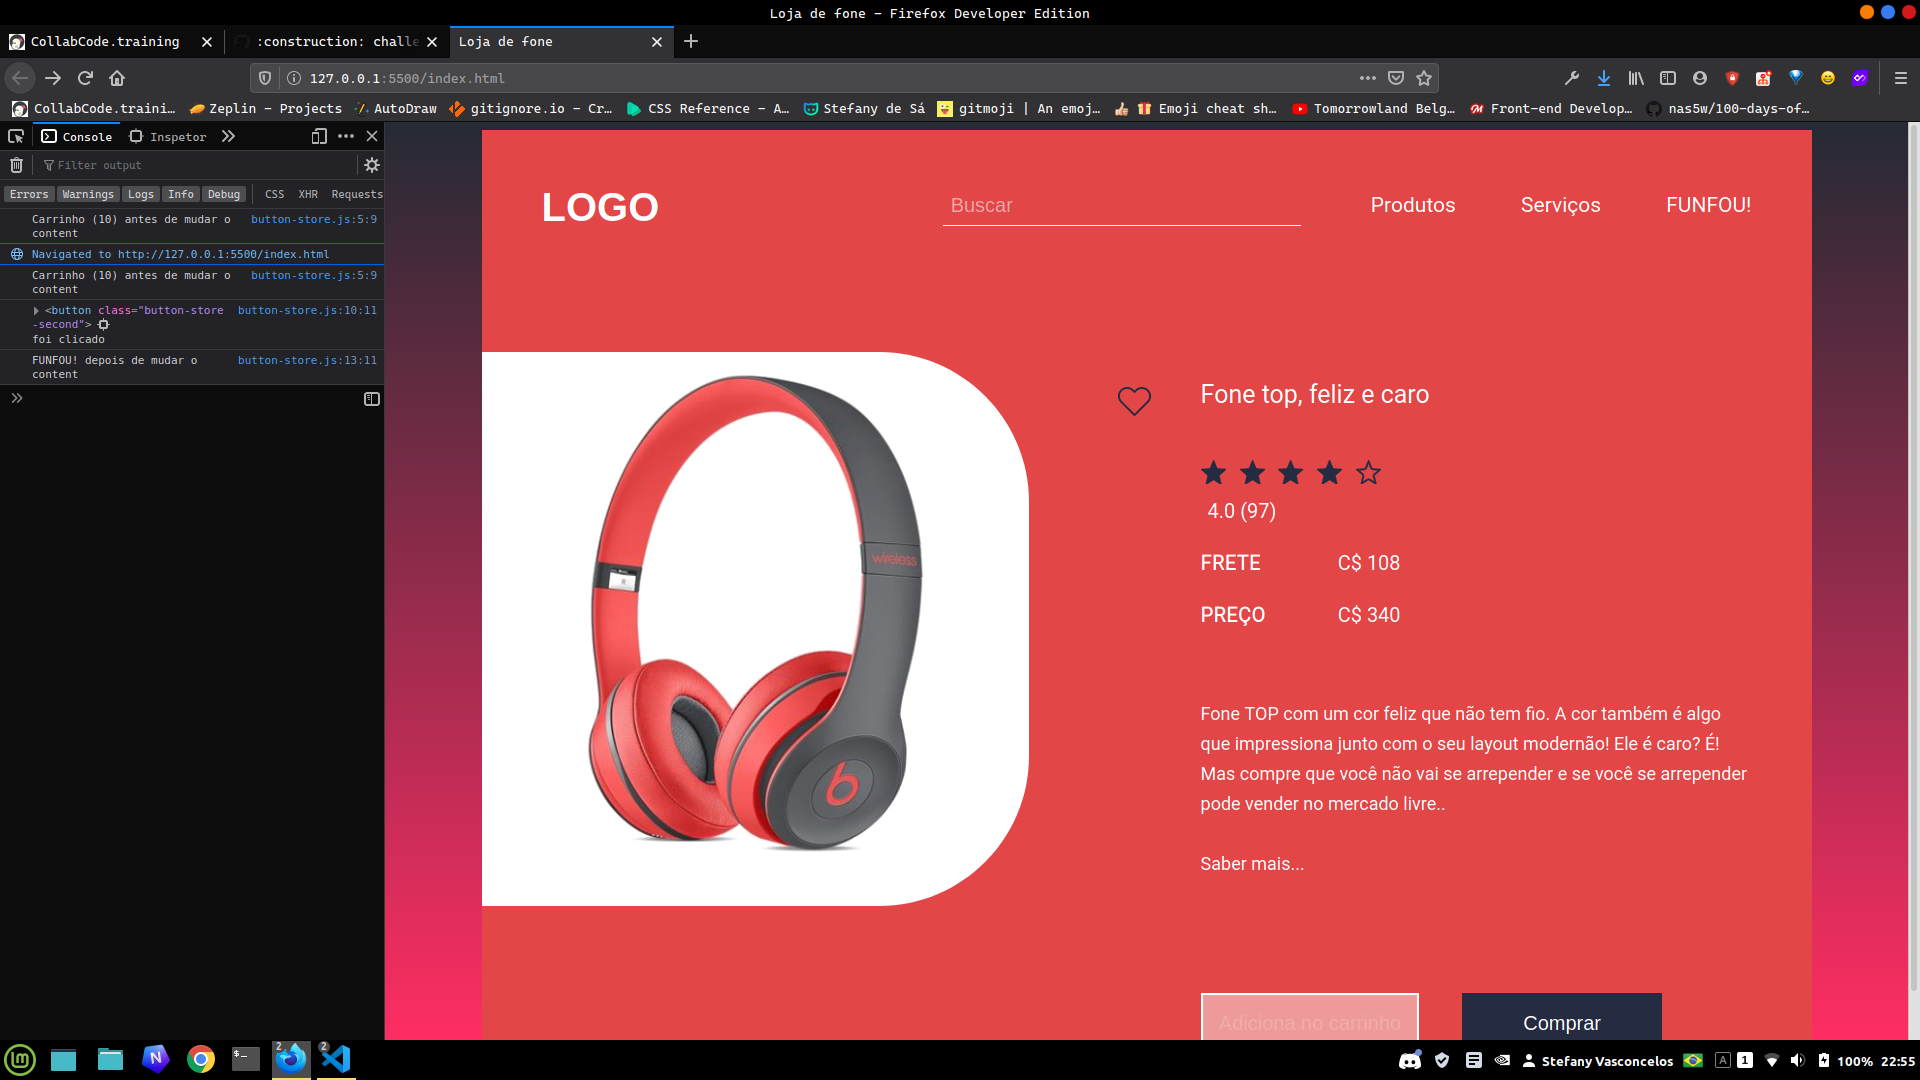 Loja de fone - Firefox Developer Edition
CollabCode.training
:construction: challe
Loja de fone
127.0.0.1:5500/index.html
CollabCode.traini…
Zeplin - Projects
AutoDraw
gitignore.io - Cr…
CSS Reference - A…
Stefany de Sá
gitmoji | An emoj…
Emoji cheat sh…
Tomorrowland Belg…
Front-end Develop…
nas5w/100-days-of…
Console
Inspetor
Filter output
Errors Warnings Logs Info Debug CSS XHR Requests
Carrinho (10) antes de mudar o button-store.js:5:9
content
Navigated to http://127.0.0.1:5500/index.html
Carrinho (10) antes de mudar o button-store.js:5:9
content
<button class="button-store button-store.js:10:11
-second">
foi clicado
FUNFOU! depois de mudar o button-store.js:13:11
content
LOGO
Buscar
Produtos
Serviços
FUNFOU!
wireless
b
Fone top, feliz e caro
4.0 (97)
FRETE C$ 108
PREÇO C$ 340
Fone TOP com um cor feliz que não tem fio. A cor também é algo
que impressiona junto com o seu layout modernão! Ele é caro? É!
Mas compre que você não vai se arrepender e se você se arrepender
pode vender no mercado livre..
Saber mais...
Adiciona no carrinho
Comprar
lm
N
$-
2
2
Stefany Vasconcelos
A
1
100%
22:55